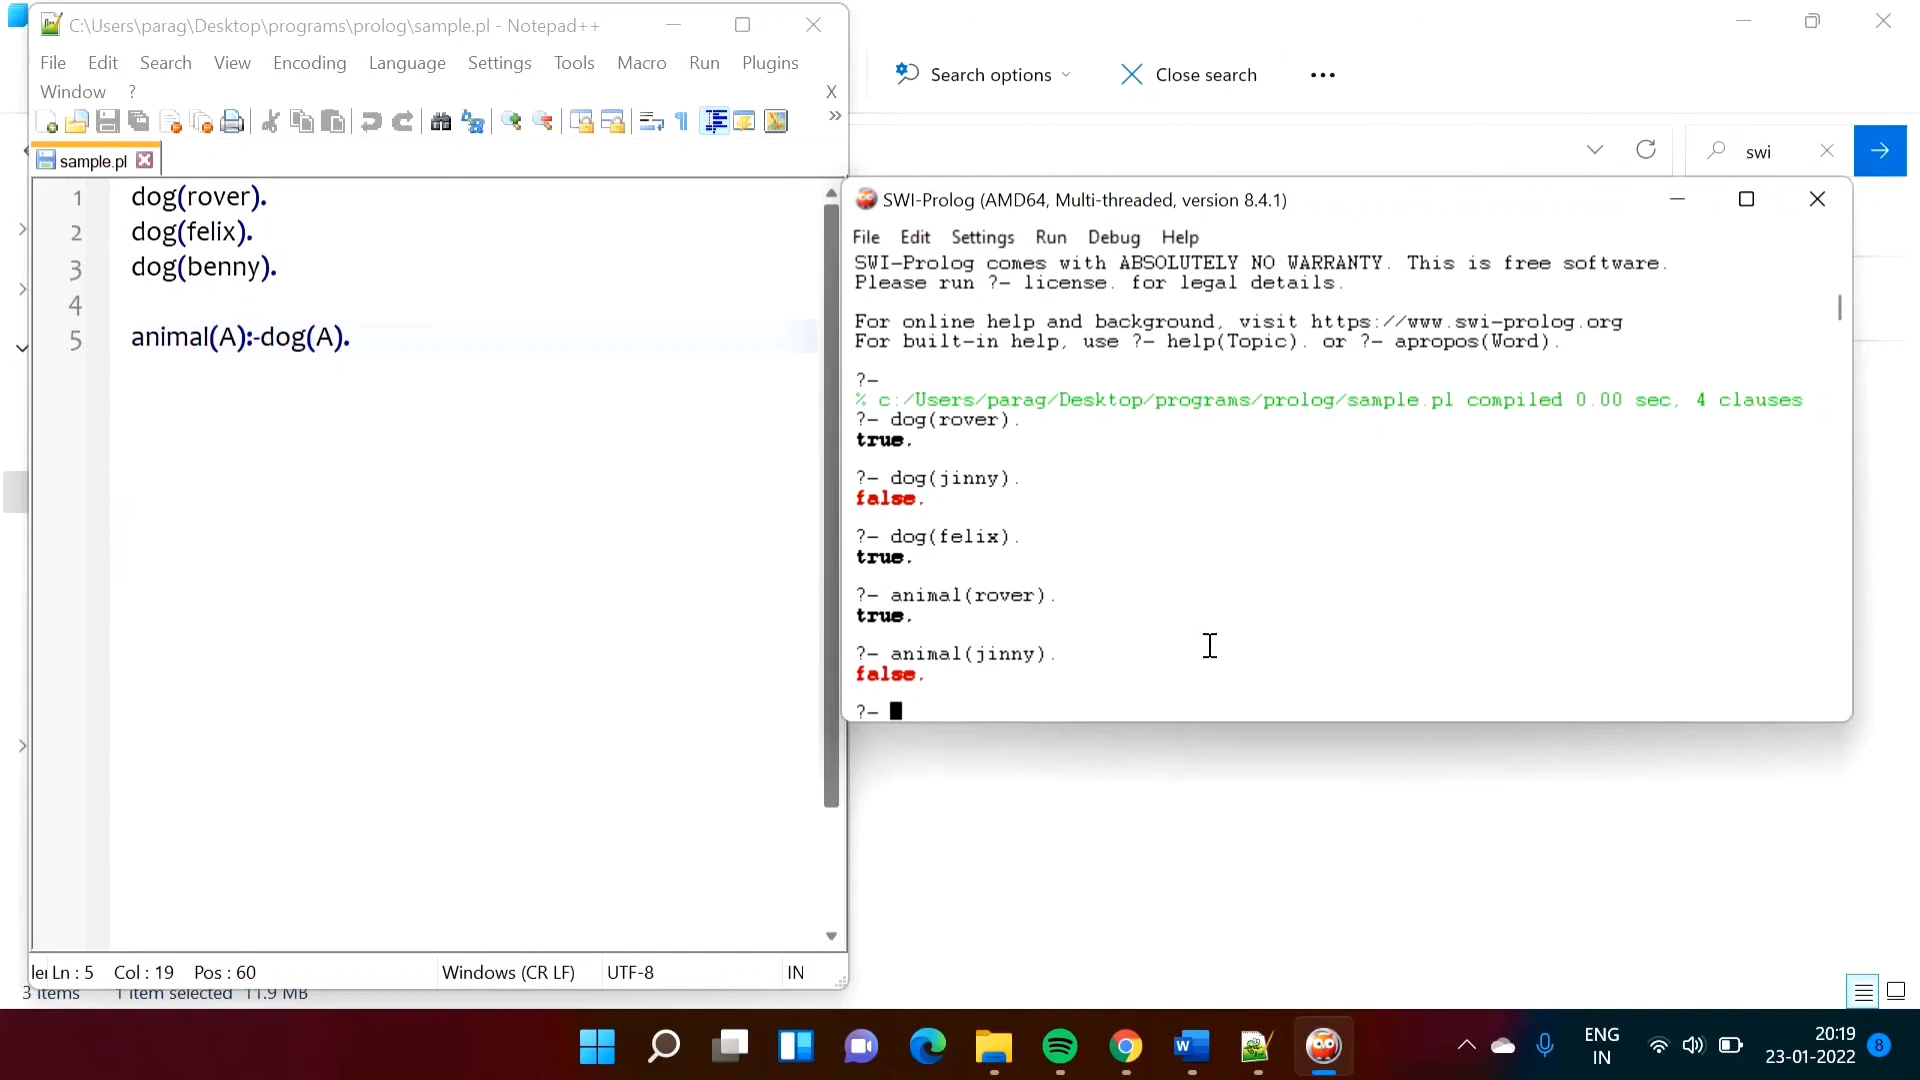 C:\Users\parag\Desktop\programs\prolog\sample.pl - Notepad++
File Edit Search View Encoding Language Settings Tools Macro Run Plugins
Window ? X
sample.pl
1 dog(rover).
2 dog(felix).
3 dog(benny).
4
5 animal(A):-dog(A).
Ln : 5 Col : 19 Pos : 60 Windows (CR LF) UTF-8 IN
3 items 1 item selected 11.9 MB
Search options Close search
swi
SWI-Prolog (AMD64, Multi-threaded, version 8.4.1)
File Edit Settings Run Debug Help
SWI-Prolog comes with ABSOLUTELY NO WARRANTY. This is free software.
Please run ?- license. for legal details.
For online help and background, visit https://www.swi-prolog.org
For built-in help, use ?- help(Topic). or ?- apropos(Word).
?-
% c:/Users/parag/Desktop/programs/prolog/sample.pl compiled 0.00 sec, 4 clauses
?- dog(rover).
true.
?- dog(jinny).
false.
?- dog(felix).
true.
?- animal(rover).
true.
?- animal(jinny).
false.
?-
ENG
IN
20:19
23-01-2022
8